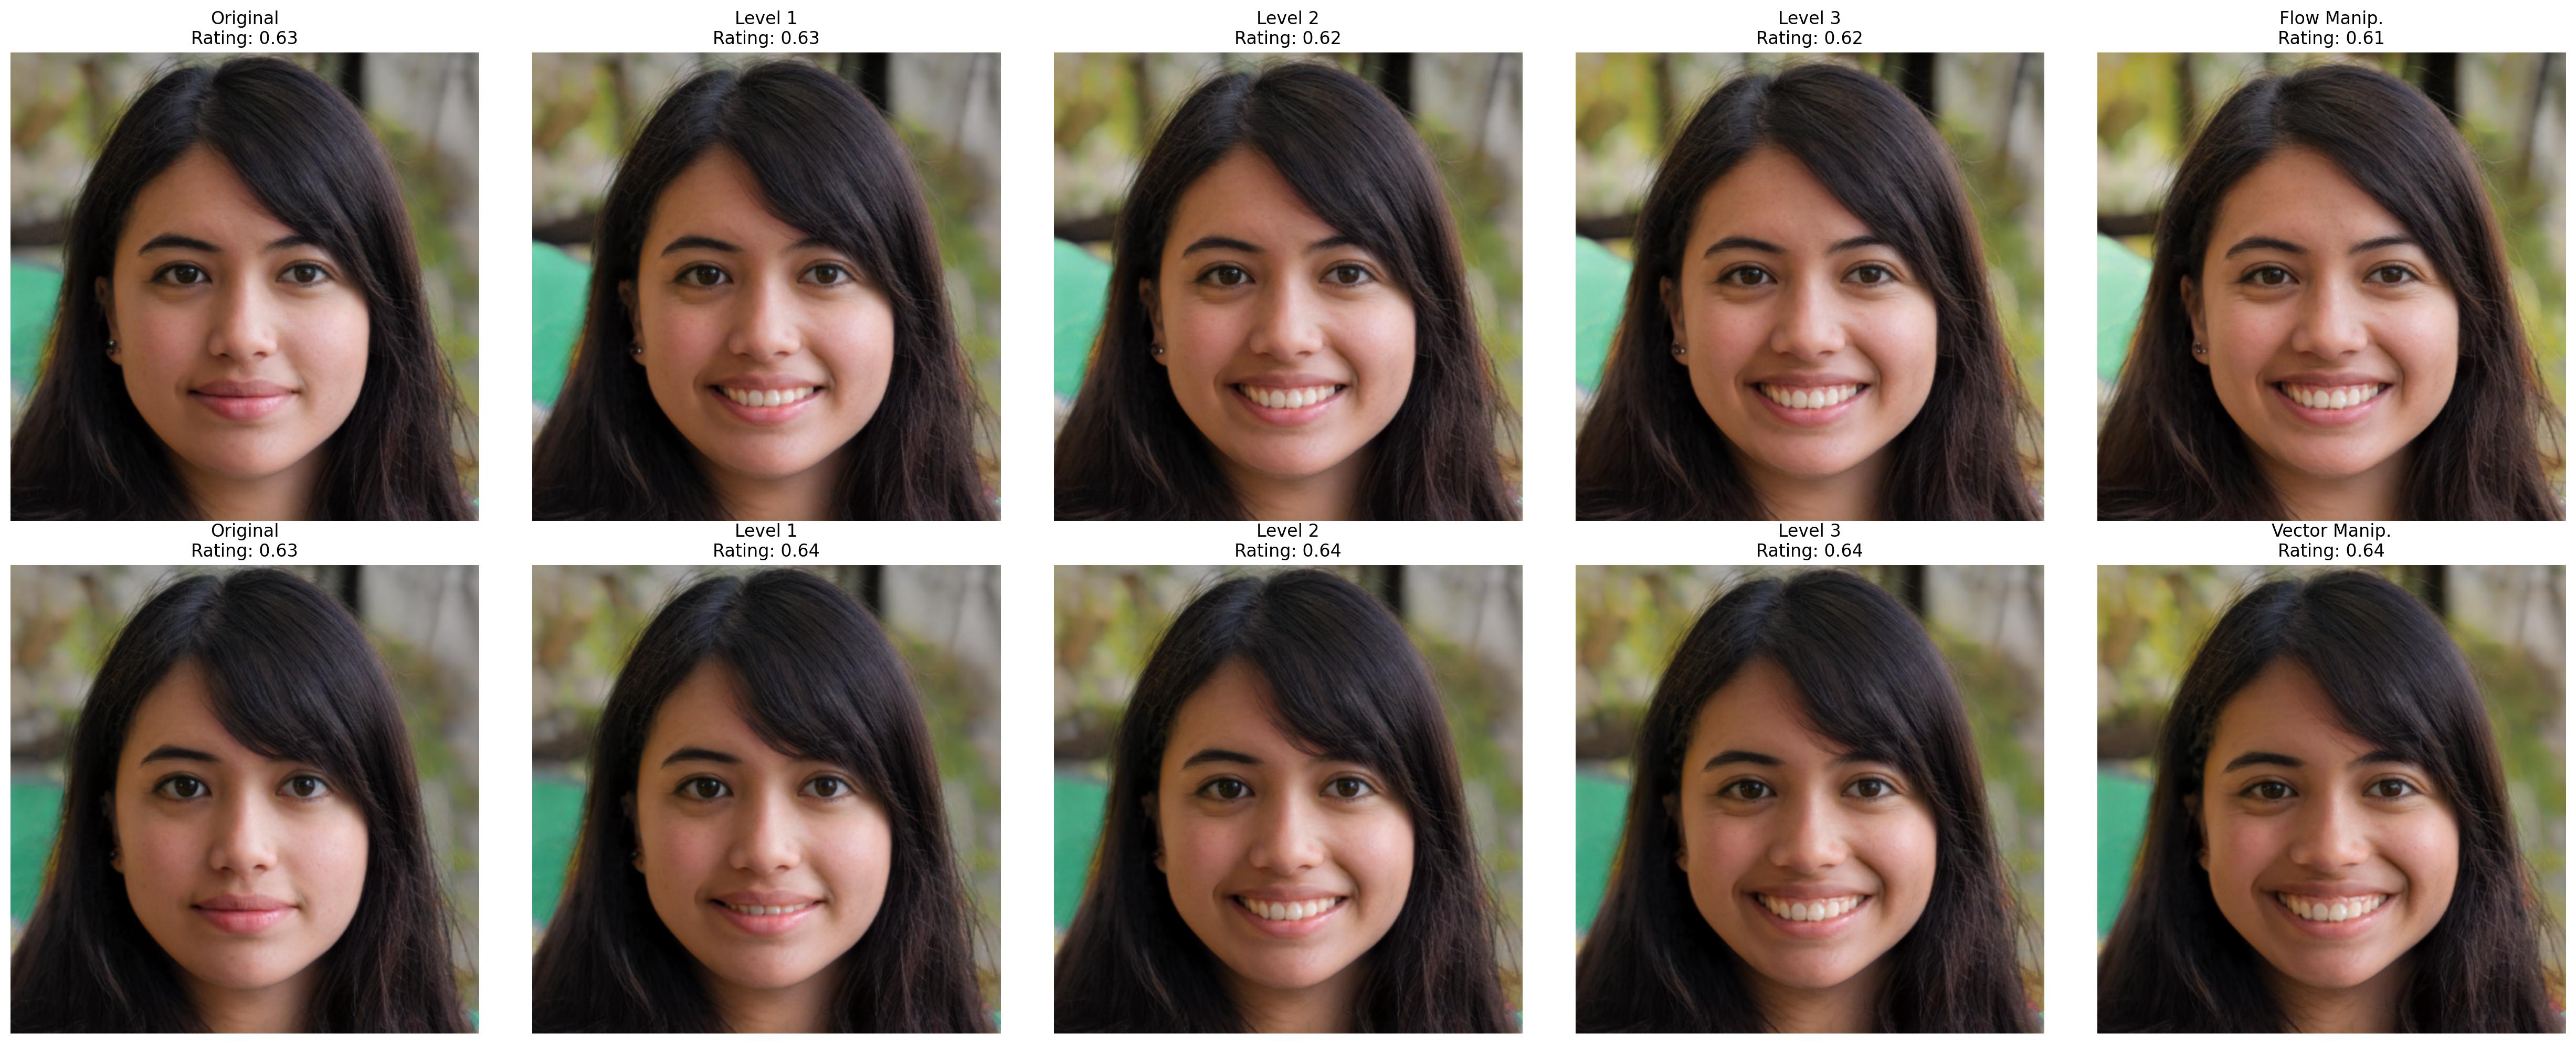 Original
Rating: 0.63
Level 1
Rating: 0.63
Level 2
Rating: 0.62
Level 3
Rating: 0.62
Flow Manip.
Rating: 0.61
Original
Rating: 0.63
Level 1
Rating: 0.64
Level 2
Rating: 0.64
Level 3
Rating: 0.64
Vector Manip.
Rating: 0.64